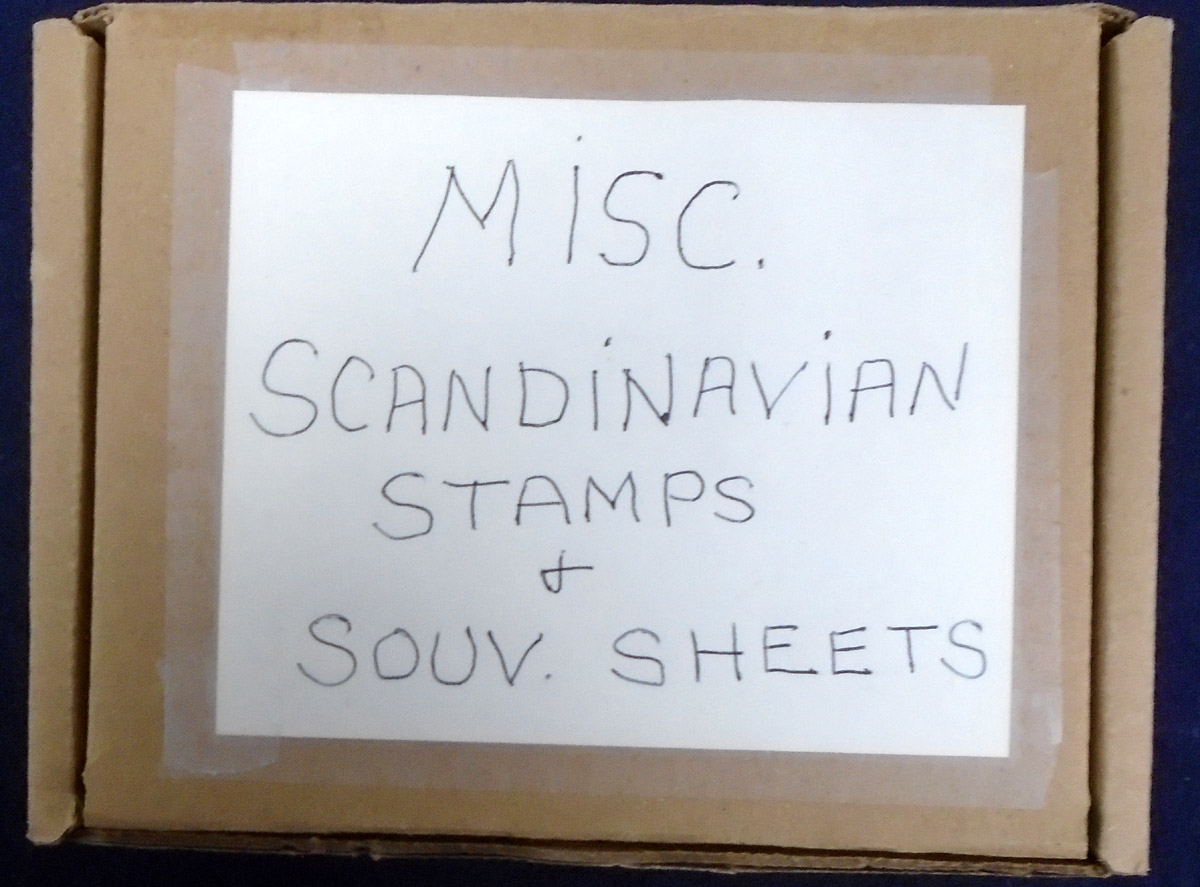 MiSC.
SCANDiNAViAN
STAMPS
&
SOUV. SHEETS